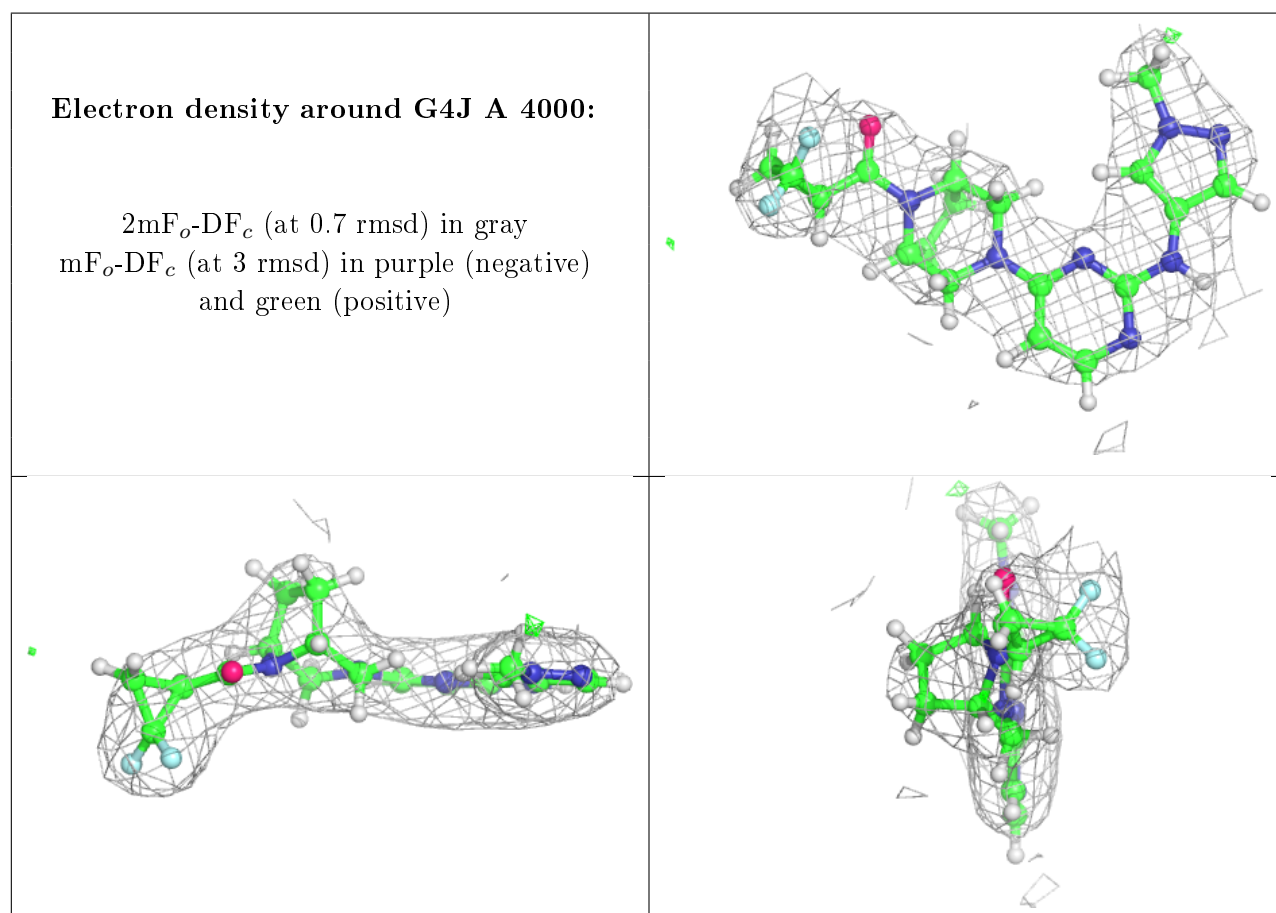 Electron density around G4J A 4000:
2mFo-DFc (at 0.7 rmsd) in gray
mFo-DFc (at 3 rmsd) in purple (negative)
and green (positive)